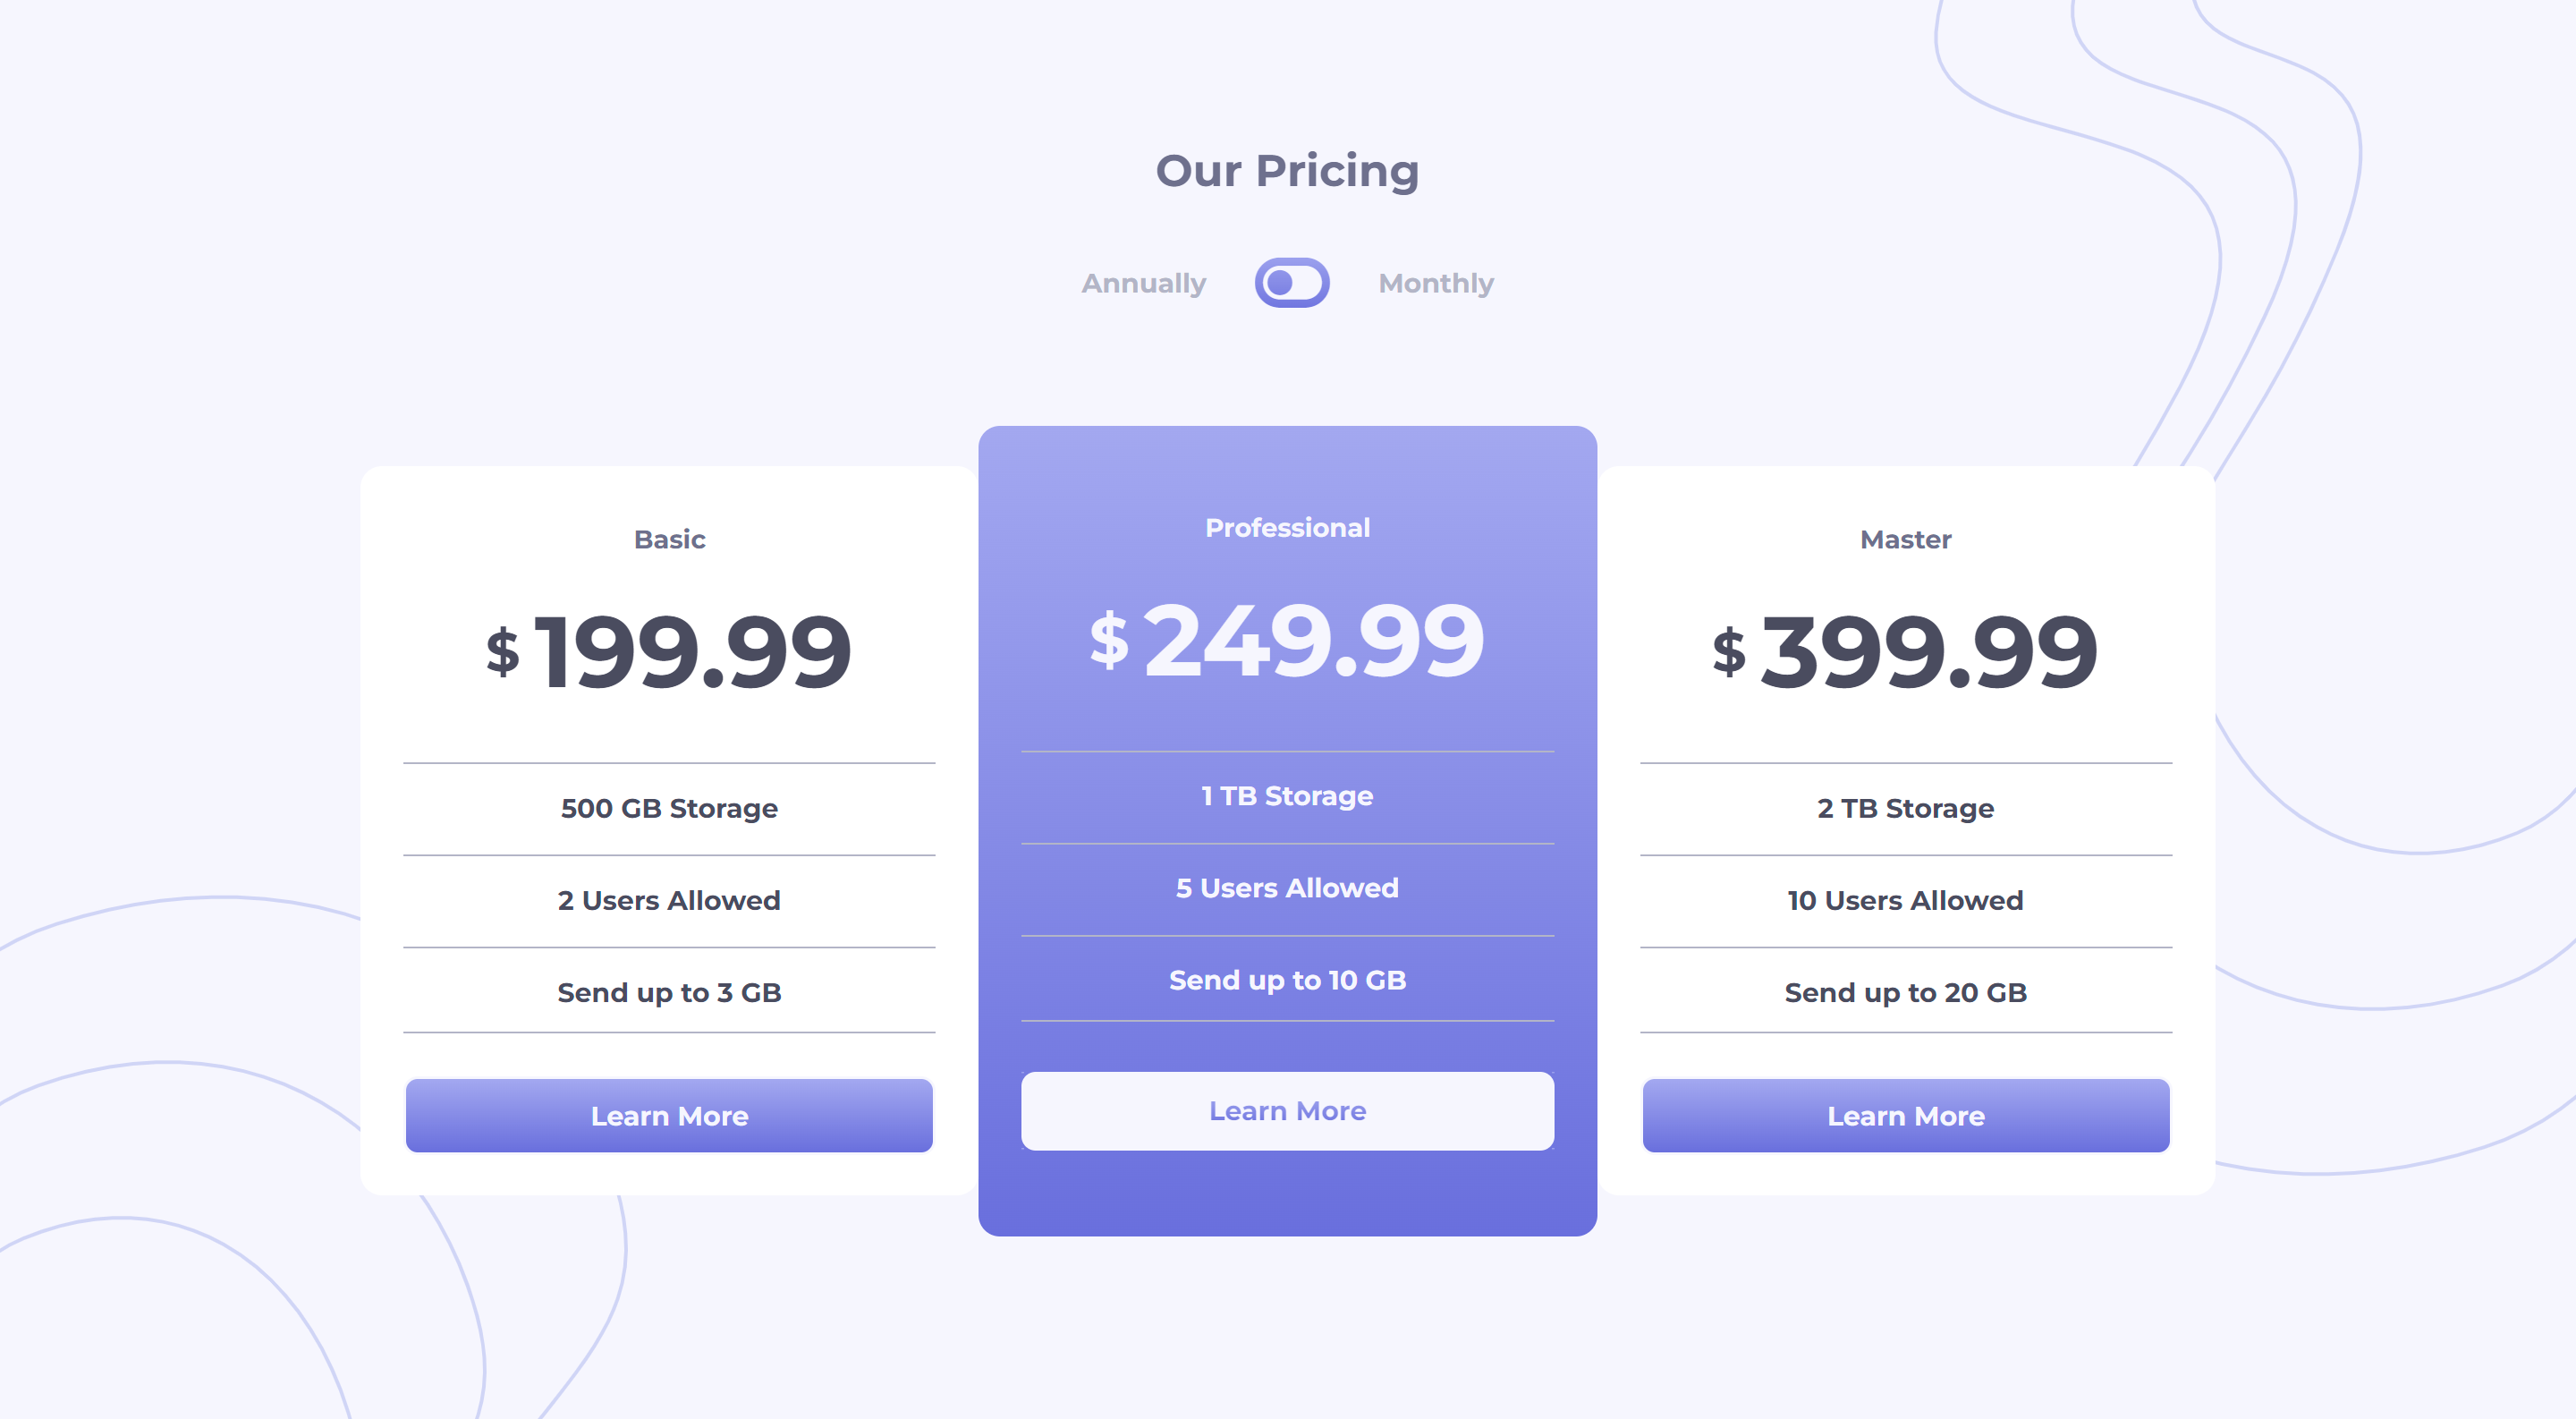 Our Pricing
Annually Monthly
Basic
$ 199.99
500 GB Storage
2 Users Allowed
Send up to 3 GB
Learn More
Professional
$ 249.99
1 TB Storage
5 Users Allowed
Send up to 10 GB
Learn More
Master
$ 399.99
2 TB Storage
10 Users Allowed
Send up to 20 GB
Learn More